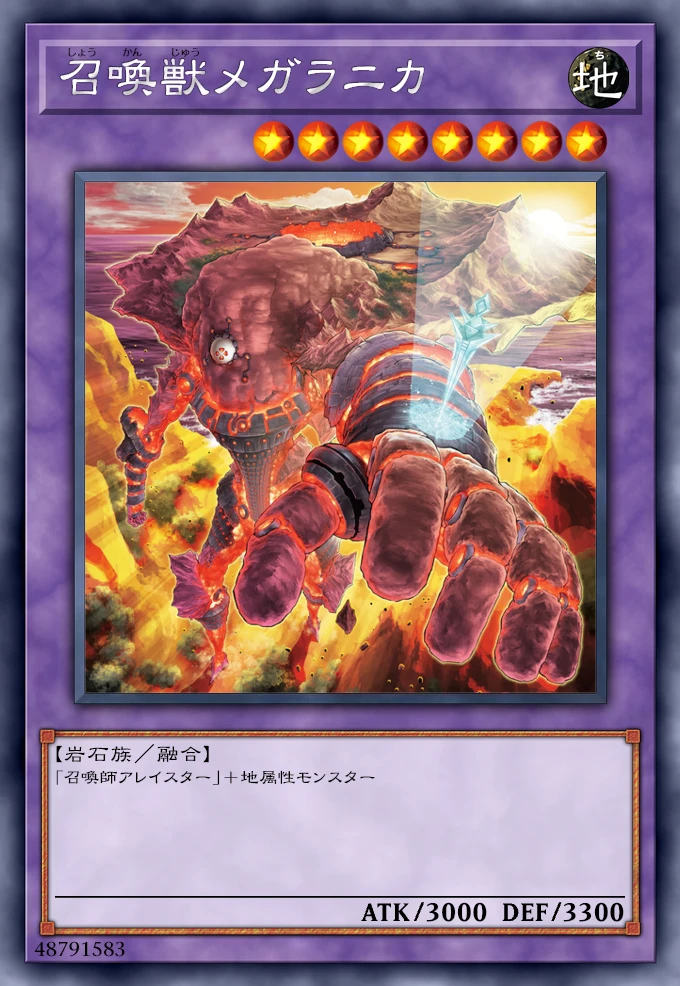 しょう かん じゅう
召喚獣メガラニカ
ち
地
【岩石族／融合】
「召喚師アレイスター」＋地属性モンスター
ATK/3000 DEF/3300
48791583